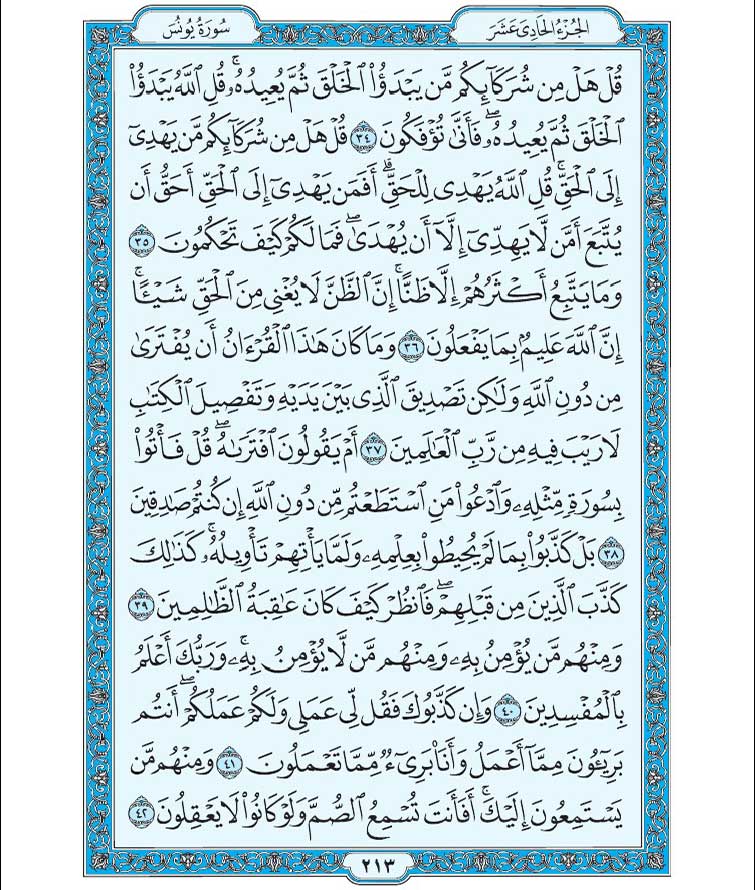 الجُزْءُ الحَادِى عَشَرَ
سُورَةُ يُونُسَ
قُلْ هَلْ مِن شُرَكَآئِكُم مَّن يَبْدَؤُا۟ ٱلْخَلْقَ ثُمَّ يُعِيدُهُۥۚ قُلِ ٱللَّهُ يَبْدَؤُا۟
ٱلْخَلْقَ ثُمَّ يُعِيدُهُۥۖ فَأَنَّىٰ تُؤْفَكُونَ ٣٤ قُلْ هَلْ مِن شُرَكَآئِكُم مَّن يَهْدِىٓ
إِلَى ٱلْحَقِّۚ قُلِ ٱللَّهُ يَهْدِى لِلْحَقِّۗ أَفَمَن يَهْدِىٓ إِلَى ٱلْحَقِّ أَحَقُّ أَن
يُتَّبَعَ أَمَّن لَّا يَهِدِّىٓ إِلَّآ أَن يُهْدَىٰۖ فَمَا لَكُمْ كَيْفَ تَحْكُمُونَ ٣٥
وَمَا يَتَّبِعُ أَكْثَرُهُمْ إِلَّا ظَنًّاۚ إِنَّ ٱلظَّنَّ لَا يُغْنِى مِنَ ٱلْحَقِّ شَيْـًٔاۚ
إِنَّ ٱللَّهَ عَلِيمٌۢ بِمَا يَفْعَلُونَ ٣٦ وَمَا كَانَ هَٰذَا ٱلْقُرْءَانُ أَن يُفْتَرَىٰ
مِن دُونِ ٱللَّهِ وَلَٰكِن تَصْدِيقَ ٱلَّذِى بَيْنَ يَدَيْهِ وَتَفْصِيلَ ٱلْكِتَٰبِ
لَا رَيْبَ فِيهِ مِن رَّبِّ ٱلْعَٰلَمِينَ ٣٧ أَمْ يَقُولُونَ ٱفْتَرَىٰهُۖ قُلْ فَأْتُوا۟
بِسُورَةٍ مِّثْلِهِۦ وَٱدْعُوا۟ مَنِ ٱسْتَطَعْتُم مِّن دُونِ ٱللَّهِ إِن كُنتُمْ صَٰدِقِينَ
٣٨ بَلْ كَذَّبُوا۟ بِمَا لَمْ يُحِيطُوا۟ بِعِلْمِهِۦ وَلَمَّا يَأْتِهِمْ تَأْوِيلُهُۥۚ كَذَٰلِكَ
كَذَّبَ ٱلَّذِينَ مِن قَبْلِهِمْۖ فَٱنظُرْ كَيْفَ كَانَ عَٰقِبَةُ ٱلظَّٰلِمِينَ ٣٩
وَمِنْهُم مَّن يُؤْمِنُ بِهِۦ وَمِنْهُم مَّن لَّا يُؤْمِنُ بِهِۦۚ وَرَبُّكَ أَعْلَمُ
بِٱلْمُفْسِدِينَ ٤٠ وَإِن كَذَّبُوكَ فَقُل لِّى عَمَلِى وَلَكُمْ عَمَلُكُمْۖ أَنتُم
بَرِيٓـُٔونَ مِمَّآ أَعْمَلُ وَأَنَا۠ بَرِىٓءٌ مِّمَّا تَعْمَلُونَ ٤١ وَمِنْهُم مَّن
يَسْتَمِعُونَ إِلَيْكَۚ أَفَأَنتَ تُسْمِعُ ٱلصُّمَّ وَلَوْ كَانُوا۟ لَا يَعْقِلُونَ ٤٢
٢١٣